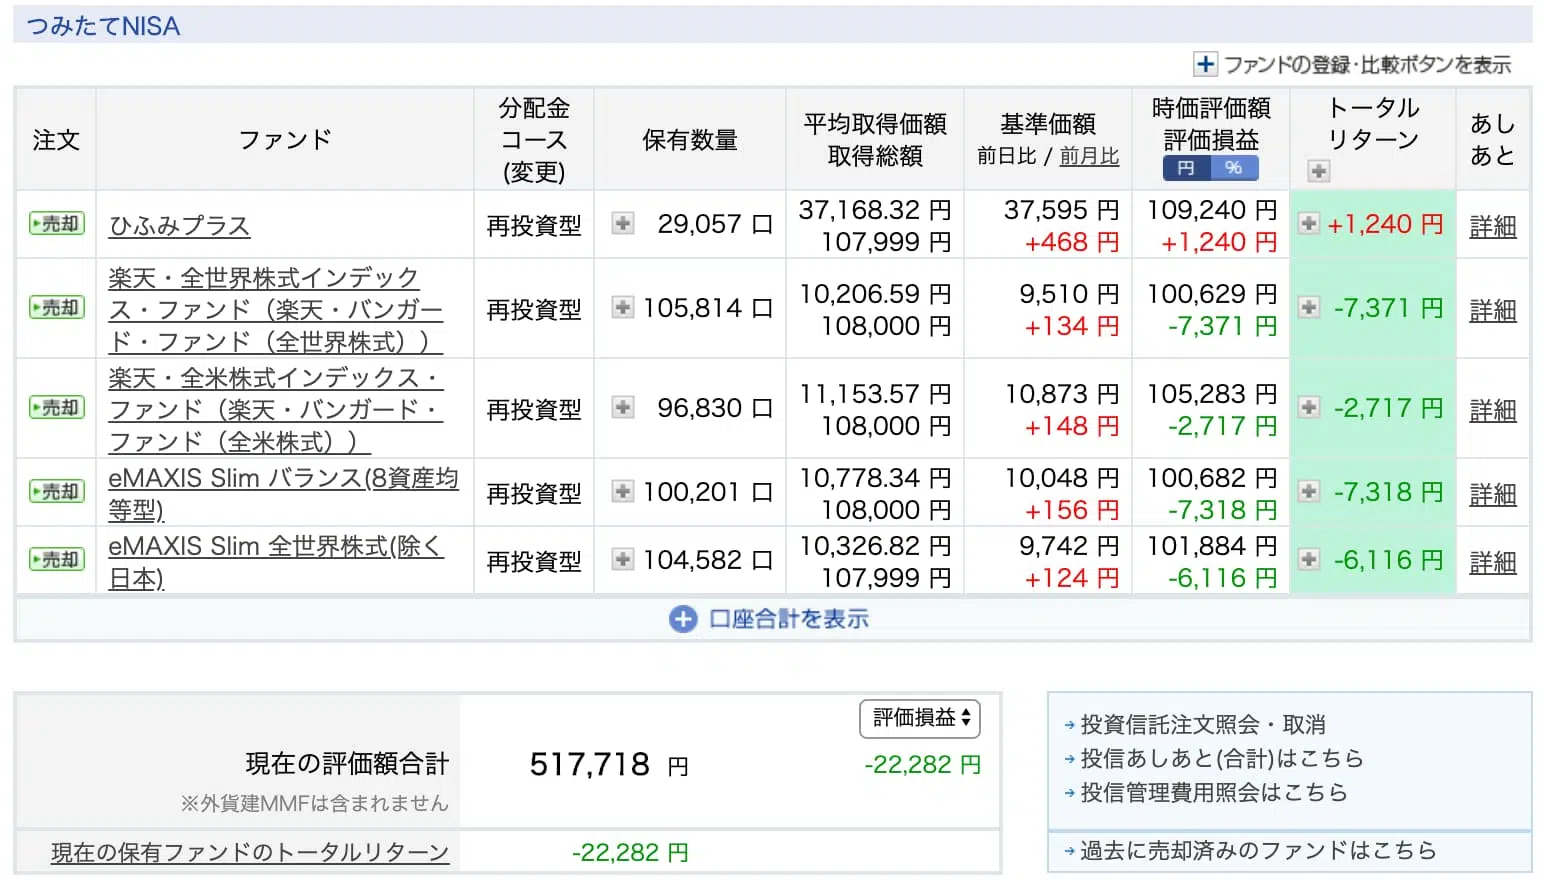 つみたてNISA
ファンドの登録・比較ボタンを表示
注文 ファンド 分配金コース(変更) 保有数量 平均取得価額 取得総額 基準価額 前日比 / 前月比 時価評価額 評価損益 円 % トータルリターン あしあと
売却 ひふみプラス 再投資型 29,057 口 37,168.32 円 37,595 円 109,240 円 +1,240 円 詳細
107,999 円 +468 円 +1,240 円
楽天・全世界株式インデック
売却 ス・ファンド（楽天・バンガー 再投資型 105,814 口 10,206.59 円 9,510 円 100,629 円 -7,371 円 詳細
ド・ファンド（全世界株式）） 108,000 円 +134 円 -7,371 円
楽天・全米株式インデックス・
売却 ファンド（楽天・バンガード・ 再投資型 96,830 口 11,153.57 円 10,873 円 105,283 円 -2,717 円 詳細
ファンド（全米株式）） 108,000 円 +148 円 -2,717 円
売却 eMAXIS Slim バランス(8資産均 再投資型 100,201 口 10,778.34 円 10,048 円 100,682 円 -7,318 円 詳細
等型) 108,000 円 +156 円 -7,318 円
売却 eMAXIS Slim 全世界株式(除く 再投資型 104,582 口 10,326.82 円 9,742 円 101,884 円 -6,116 円 詳細
日本) 107,999 円 +124 円 -6,116 円
口座合計を表示
評価損益
現在の評価額合計 517,718 円 -22,282 円
※外貨建MMFは含まれません
現在の保有ファンドのトータルリターン -22,282 円
投資信託注文照会・取消
投信あしあと(合計)はこちら
投信管理費用照会はこちら
過去に売却済みのファンドはこちら